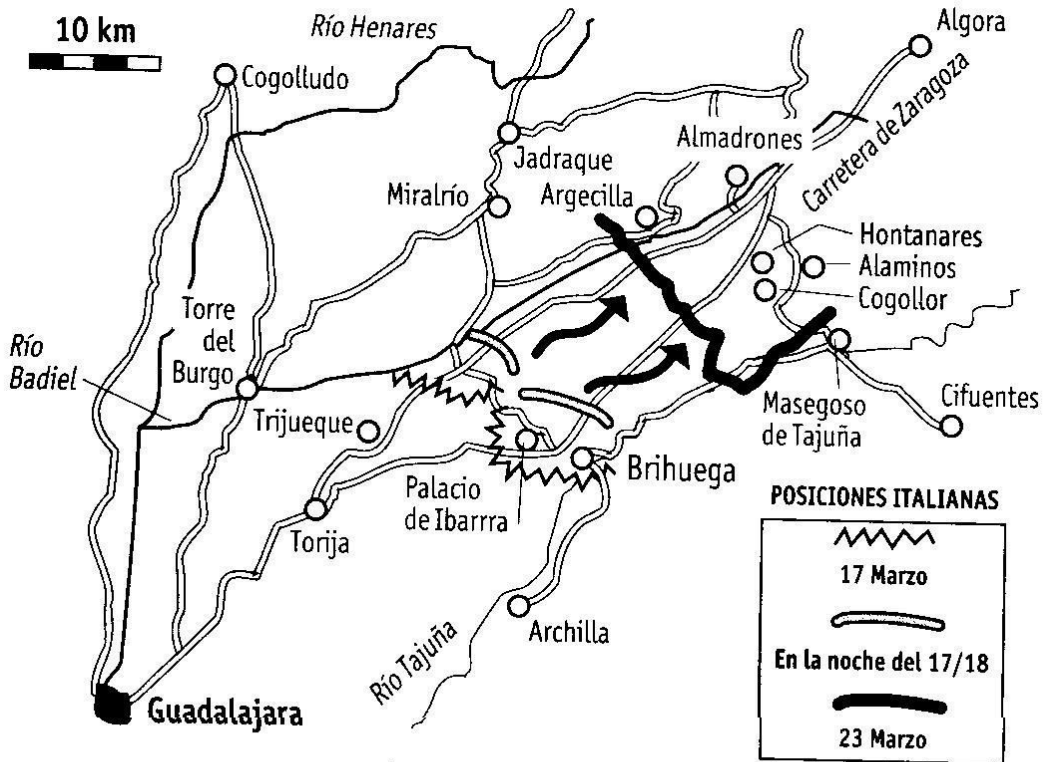 10 km
Río Henares
Algora
Cogolludo
Carretera de Zaragoza
Almadrones
Jadraque
Miralrío
Argecilla
Hontanares
Alaminos
Cogollor
Torre
del
Burgo
Río
Badiel
Trijueque
Masegoso
de Tajuña
Cifuentes
Brihuega
Palacio
de Ibarrra
Torija
Archilla
Río Tajuña
Guadalajara
POSICIONES ITALIANAS
17 Marzo
En la noche del 17/18
23 Marzo